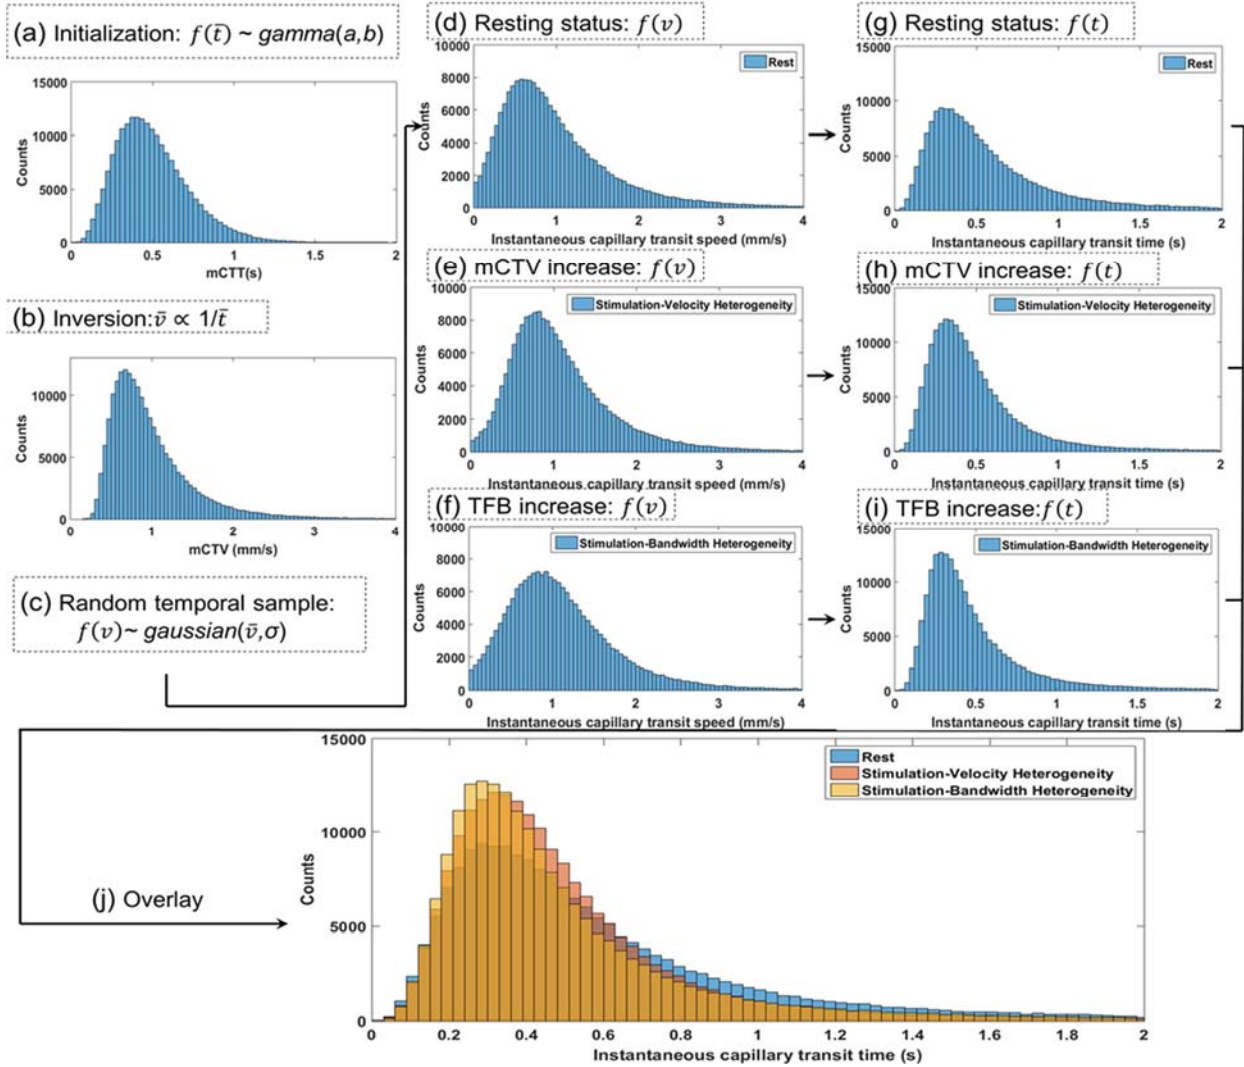 (a) Initialization: f(t̄) ~ gamma(a,b)
15000
10000
5000
0
Counts
0.5
1
1.5
2
mCTT(s)
(b) Inversion:v̄ ∝ 1/t̄
10000
5000
0
Counts
1
2
3
4
mCTV (mm/s)
(c) Random temporal sample:
f(v)~ gaussian(v̄,σ)
(d) Resting status: f(v)
10000
8000
6000
4000
2000
0
Counts
Rest
0
1
2
3
4
Instantaneous capillary transit speed (mm/s)
(e) mCTV increase: f(v)
10000
8000
6000
4000
2000
0
Counts
Stimulation-Velocity Heterogeneity
0
1
2
3
4
Instantaneous capillary transit speed (mm/s)
(f) TFB increase: f(v)
10000
8000
6000
4000
2000
0
Counts
Stimulation-Bandwidth Heterogeneity
0
1
2
3
4
Instantaneous capillary transit speed (mm/s)
(g) Resting status: f(t)
15000
10000
5000
0
Counts
Rest
0.5
1
1.5
2
Instantaneous capillary transit time (s)
(h) mCTV increase: f(t)
15000
10000
5000
0
Counts
Stimulation-Velocity Heterogeneity
0.5
1
1.5
2
Instantaneous capillary transit time (s)
(i) TFB increase:f(t)
15000
10000
5000
0
Counts
Stimulation-Bandwidth Heterogeneity
0.5
1
1.5
2
Instantaneous capillary transit time (s)
(j) Overlay
15000
10000
5000
0
Counts
Rest
Stimulation-Velocity Heterogeneity
Stimulation-Bandwidth Heterogeneity
0.2
0.4
0.6
0.8
1
1.2
1.4
1.6
1.8
2
Instantaneous capillary transit time (s)